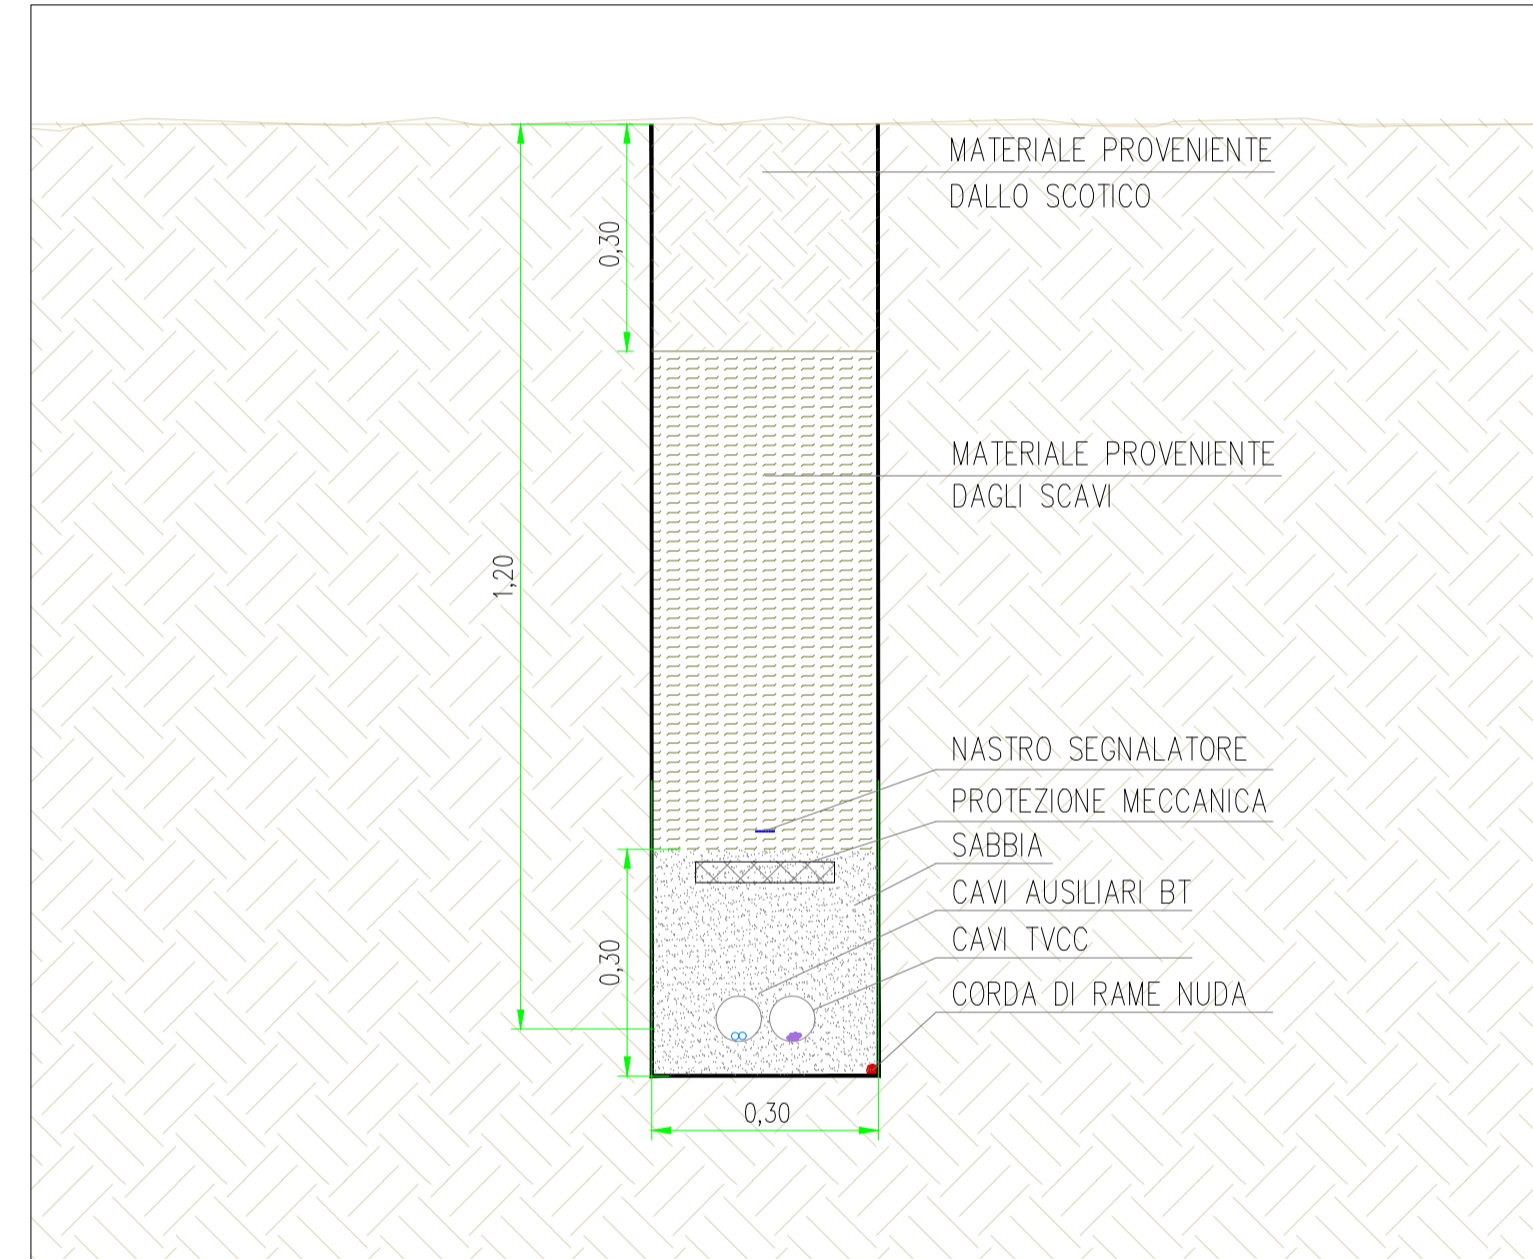 MATERIALE PROVENIENTE
DALLO SCOTICO
0,30
MATERIALE PROVENIENTE
DAGLI SCAVI
1,20
NASTRO SEGNALATORE
PROTEZIONE MECCANICA
SABBIA
CAVI AUSILIARI BT
CAVI TVCC
0,30
CORDA DI RAME NUDA
0,30